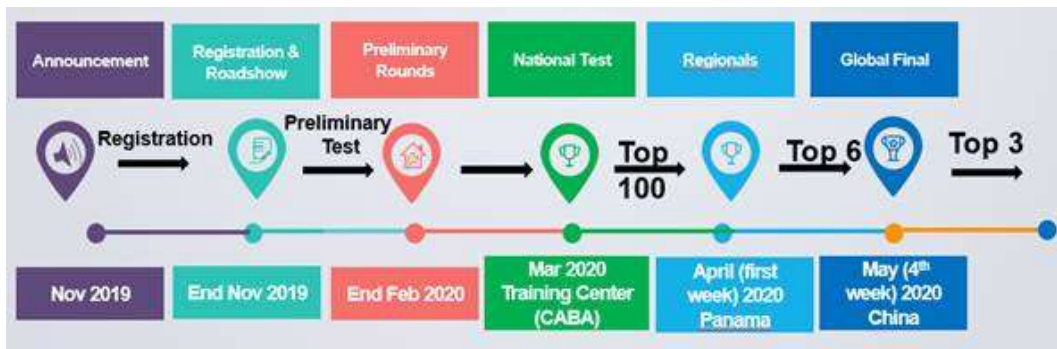 Announcement
Registration &
Roadshow
Preliminary
Rounds
National Test
Regionals
Global Final
Registration
Preliminary
Test
Top
100
Top 6
Top 3
Nov 2019
End Nov 2019
End Feb 2020
Mar 2020
Training Center
(CABA)
April (first
week) 2020
Panama
May (4th
week) 2020
China